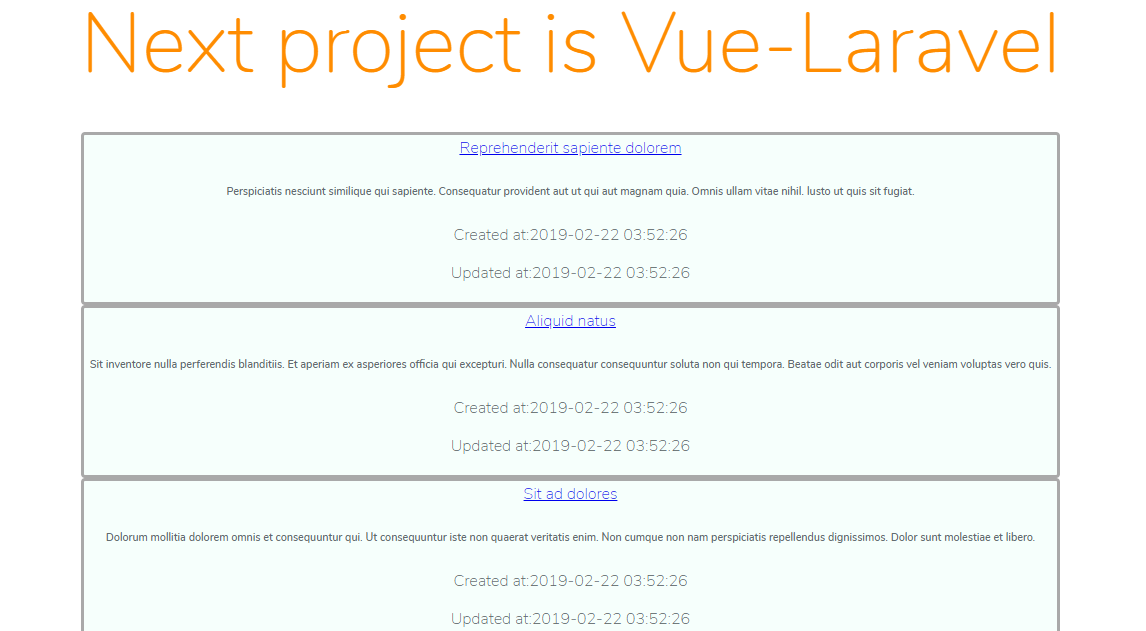 Next project is Vue-Laravel
Reprehenderit sapiente dolorem
Perspiciatis nesciunt similique qui sapiente. Consequatur provident aut ut qui aut magnam quia. Omnis ullam vitae nihil. Iusto ut quis sit fugiat.
Created at:2019-02-22 03:52:26
Updated at:2019-02-22 03:52:26
Aliquid natus
Sit inventore nulla perferendis blanditiis. Et aperiam ex asperiores officia qui excepturi. Nulla consequatur consequuntur soluta non qui tempora. Beatae odit aut corporis vel veniam voluptas vero quis.
Created at:2019-02-22 03:52:26
Updated at:2019-02-22 03:52:26
Sit ad dolores
Dolorum mollitia dolorem omnis et consequuntur qui. Ut consequuntur iste non quaerat veritatis enim. Non cumque non nam perspiciatis repellendus dignissimos. Dolor sunt molestiae et libero.
Created at:2019-02-22 03:52:26
Updated at:2019-02-22 03:52:26